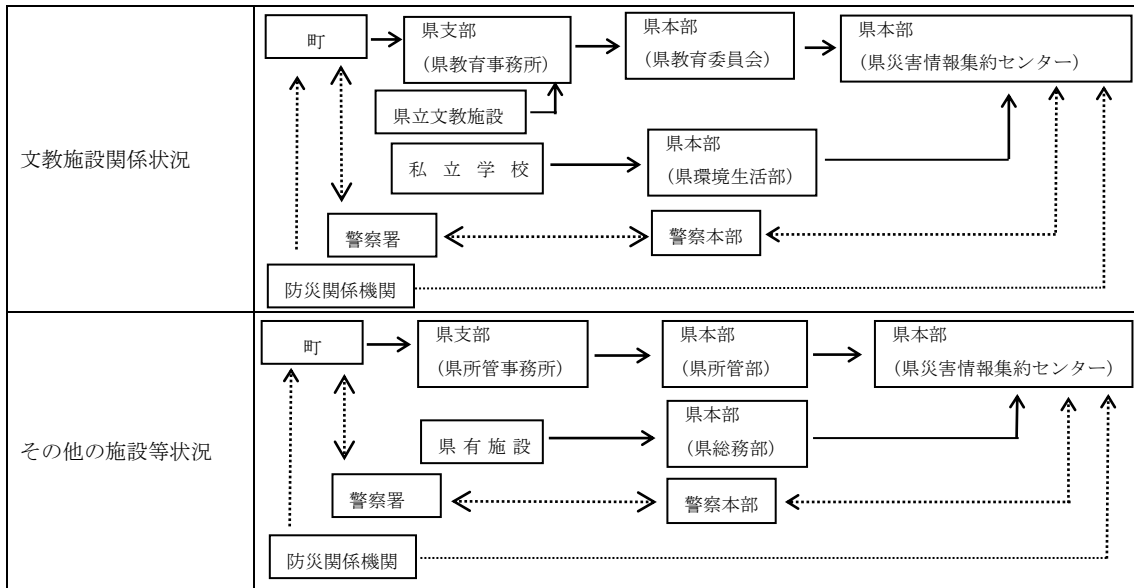 文教施設関係状況
町
県支部
（県教育事務所）
県本部
（県教育委員会）
県本部
（県災害情報集約センター）
県立文教施設
私 立 学 校
県本部
（県環境生活部）
警察署
警察本部
防災関係機関
その他の施設等状況
町
県支部
（県所管事務所）
県本部
（県所管部）
県本部
（県災害情報集約センター）
県 有 施 設
県本部
（県総務部）
警察署
警察本部
防災関係機関